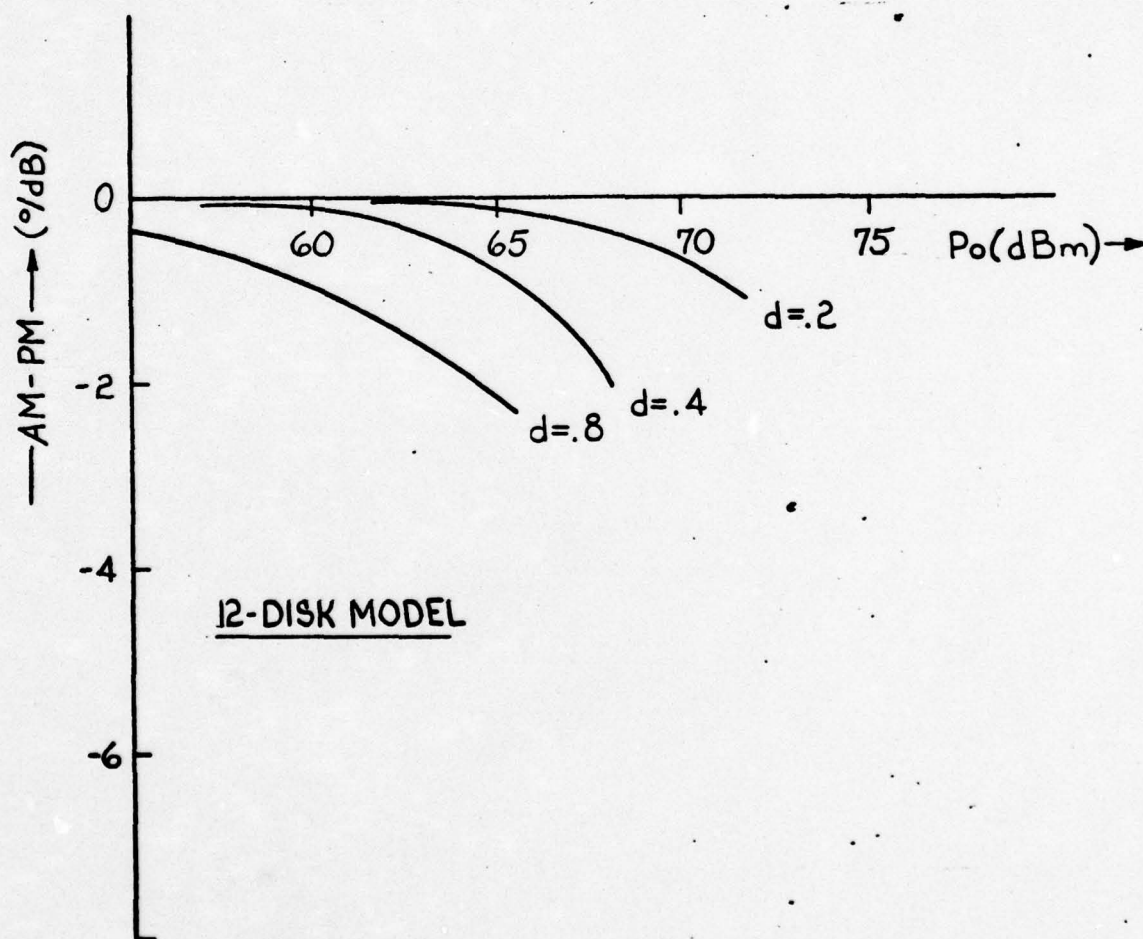 AM-PM (°/dB)
0
-2
-4
-6
60
65
70
75
Po(dBm)
d=.2
d=.4
d=.8
12-DISK MODEL